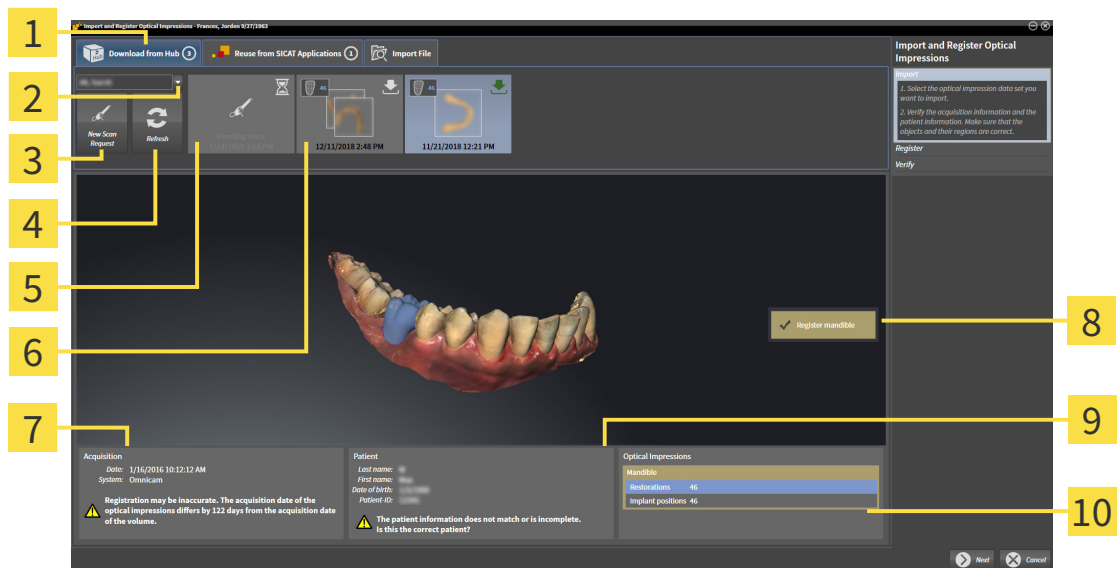 Import and Register Optical Impressions - Frances, Jorden 9/27/1963
1
2
3
4
5
6
7
8
9
10
Download from Hub 3
Reuse from SICAT Applications 1
Import File
New Scan
Request
Refresh
Pending scan
46
12/11/2018 2:48 PM
46
11/21/2018 12:21 PM
Register mandible
Acquisition
Date: 1/16/2016 10:12:12 AM
System: Omnicam
Registration may be inaccurate. The acquisition date of the
optical impressions differs by 122 days from the acquisition date
of the volume.
Patient
Last name:
First name:
Date of birth:
Patient-ID:
The patient information does not match or is incomplete.
Is this the correct patient?
Optical Impressions
Mandible
Restorations 46
Implant positions 46
Import and Register Optical
Impressions
Import
1. Select the optical impression data set you
want to import.
2. Verify the acquisition information and the
patient information. Make sure that the
objects and their regions are correct.
Register
Verify
Next
Cancel